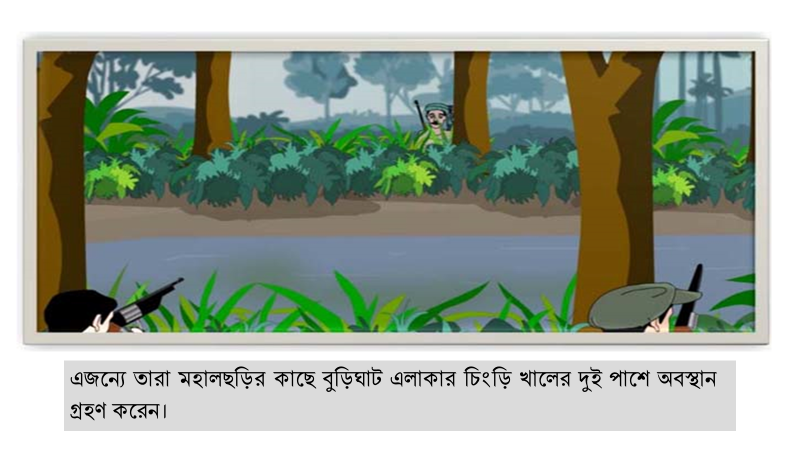 এজন্যে তারা মহালছড়ির কাছে বুড়িঘাট এলাকার চিংড়ি খালের দুই পাশে অবস্থান
গ্রহণ করেন।